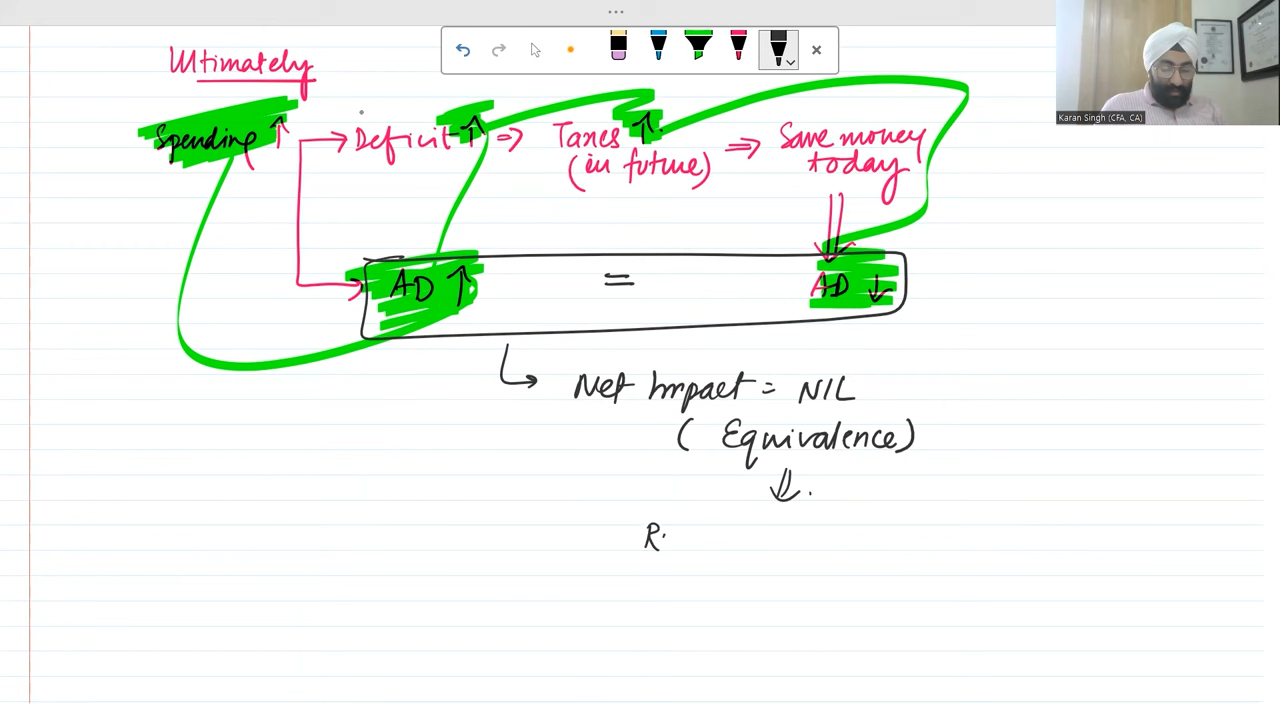 Ultimately
Spending ↑ → Deficit ↑ ⇒ Taxes ↑ ⇒ Save money
(in future) today
AD ↑ = AD ↓
Net Impact = NIL
(Equivalence)
R.
Karan Singh (CFA, CA)